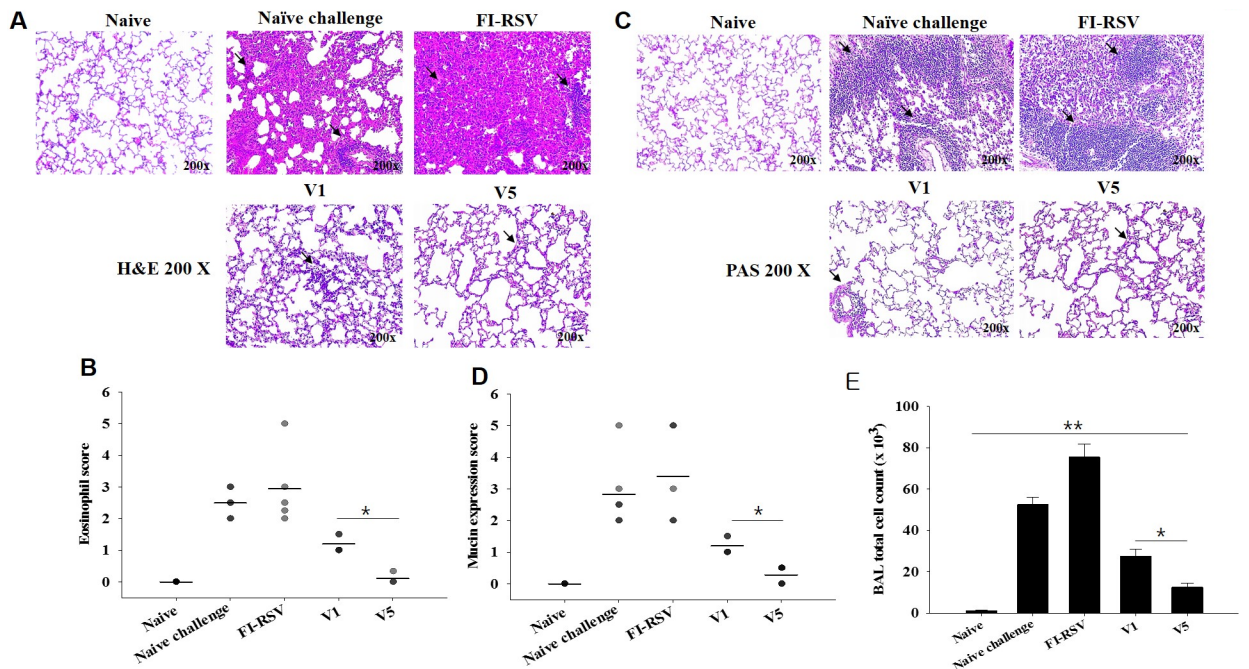 A
Naive
Naïve challenge
FI-RSV
200x
200x
200x
V1
V5
H&E 200 X
200x
200x
C
Naive
Naïve challenge
FI-RSV
200x
200x
200x
V1
V5
PAS 200 X
200x
200x
B
Eosinophil score
6
5
4
3
2
1
0
*
Naive
Naive challenge
FI-RSV
V1
V5
D
Mucin expression score
6
5
4
3
2
1
0
*
Naive
Naive challenge
FI-RSV
V1
V5
E
BAL total cell count (x 10³)
100
80
60
40
20
0
**
*
Naive
Naive challenge
FI-RSV
V1
V5